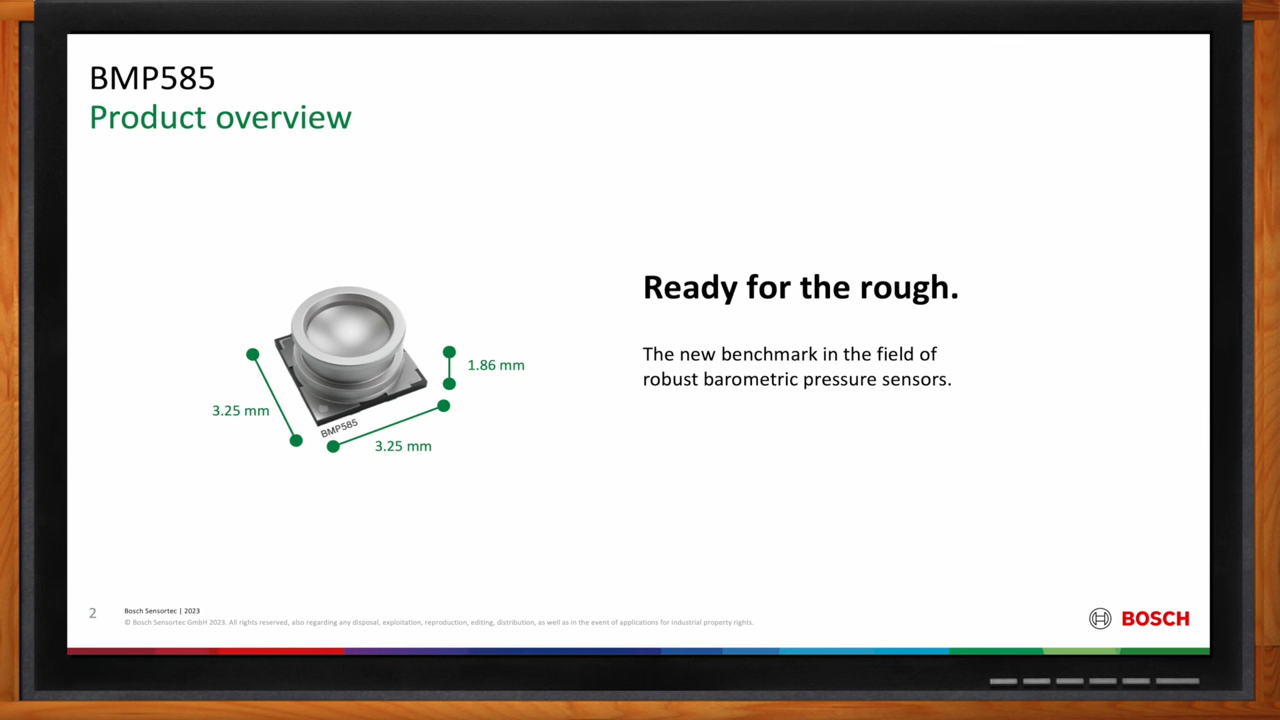 BMP585
Product overview
Ready for the rough.
The new benchmark in the field of
robust barometric pressure sensors.
1.86 mm
3.25 mm
BMP585
3.25 mm
2
Bosch Sensortec | 2023
© Bosch Sensortec GmbH 2023. All rights reserved, also regarding any disposal, exploitation, reproduction, editing, distribution, as well as in the event of applications for industrial property rights.
BOSCH